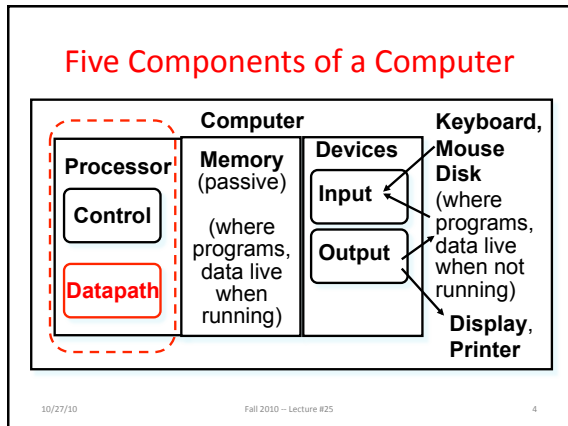 Five Components of a Computer
Computer
Processor
Control
Datapath
Memory
(passive)
(where
programs,
data live
when
running)
Devices
Input
Output
Keyboard,
Mouse
Disk
(where
programs,
data live
when not
running)
Display,
Printer
10/27/10
Fall 2010 -- Lecture #25
4